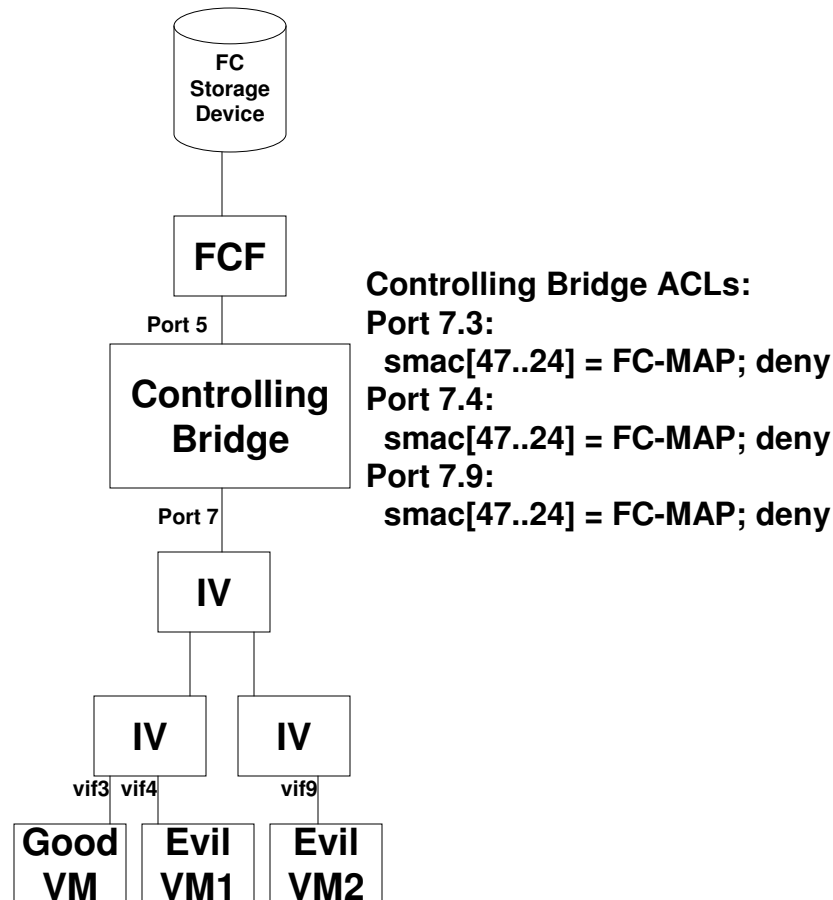 FC
Storage
Device
FCF
Port 5
Controlling
Bridge
Controlling Bridge ACLs:
Port 7.3:
smac[47..24] = FC-MAP; deny
Port 7.4:
smac[47..24] = FC-MAP; deny
Port 7.9:
smac[47..24] = FC-MAP; deny
Port 7
IV
IV
IV
vif3
vif4
vif9
Good
VM
Evil
VM1
Evil
VM2